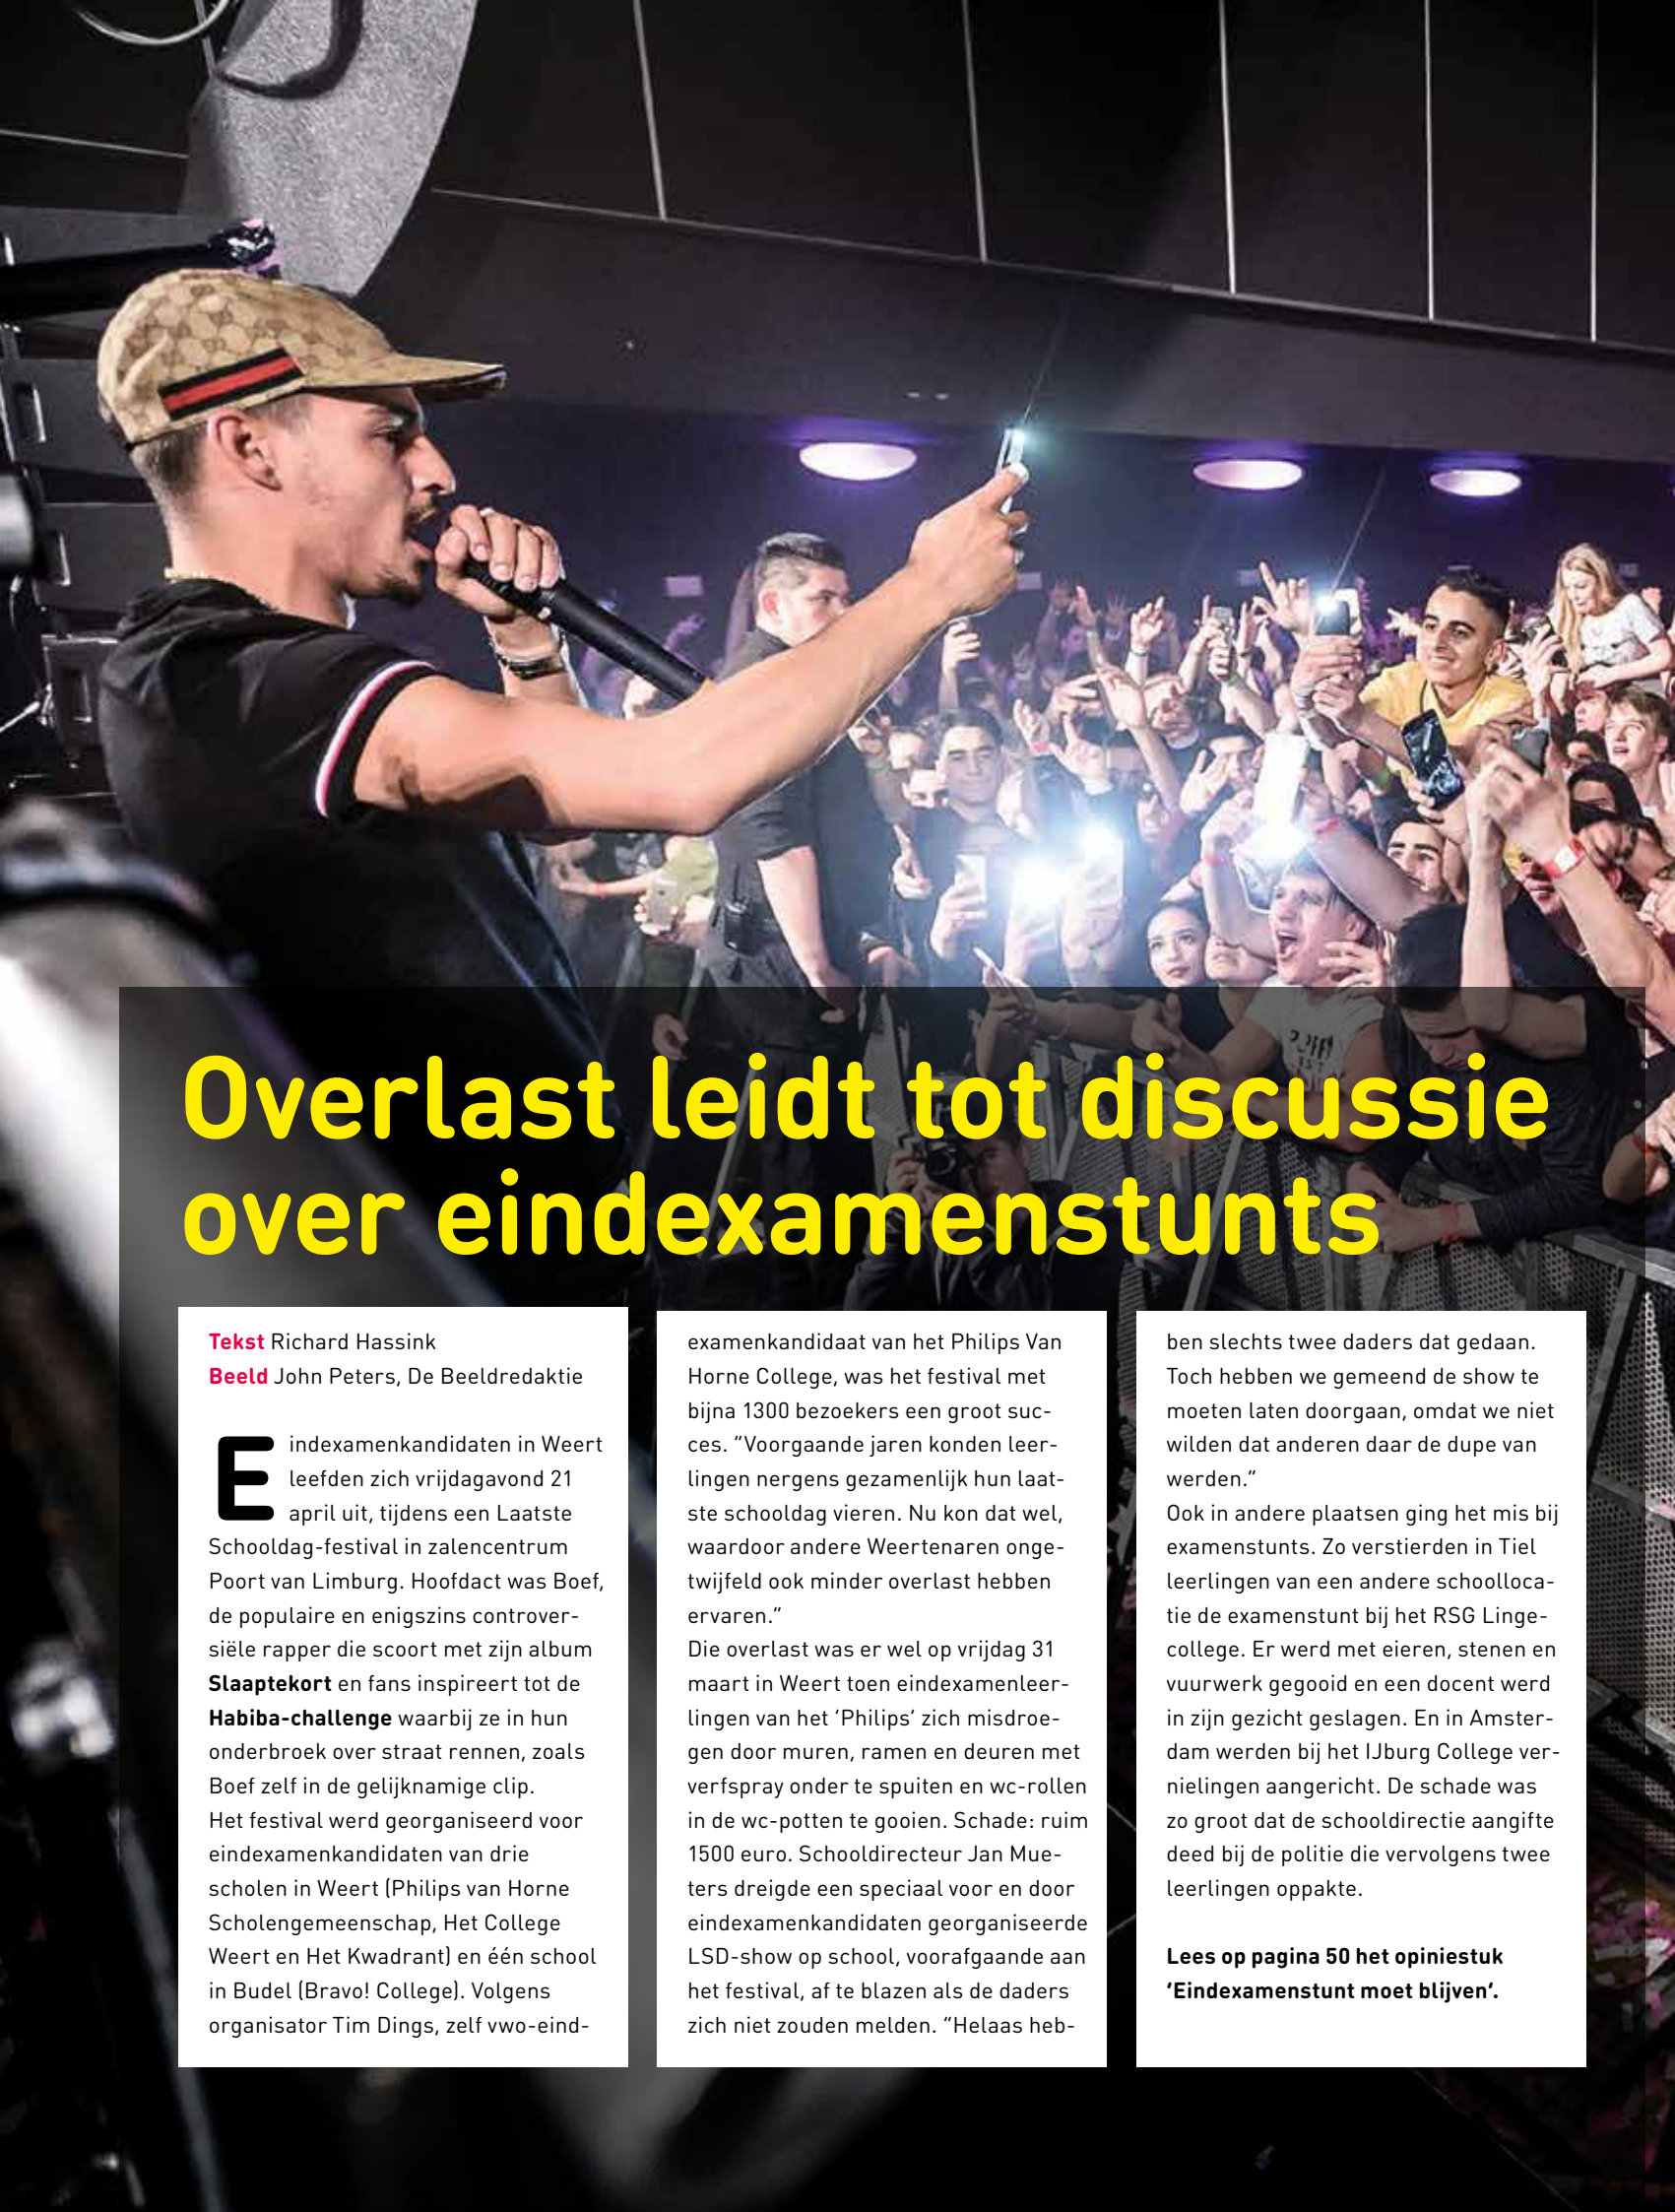 Overlast leidt tot discussie
over eindexamenstunts
Tekst Richard Hassink
Beeld John Peters, De Beeldredaktie
Eindexamenkandidaten in Weert
leefden zich vrijdagavond 21
april uit, tijdens een Laatste
Schooldag-festival in zalencentrum
Poort van Limburg. Hoofdact was Boef,
de populaire en enigszins controver-
siële rapper die scoort met zijn album
Slaaptekort en fans inspireert tot de
Habiba-challenge waarbij ze in hun
onderbroek over straat rennen, zoals
Boef zelf in de gelijknamige clip.
Het festival werd georganiseerd voor
eindexamenkandidaten van drie
scholen in Weert (Philips van Horne
Scholengemeenschap, Het College
Weert en Het Kwadrant) en één school
in Budel (Bravo! College). Volgens
organisator Tim Dings, zelf vwo-eind-
examenkandidaat van het Philips Van
Horne College, was het festival met
bijna 1300 bezoekers een groot suc-
ces. “Voorgaande jaren konden leer-
lingen nergens gezamenlijk hun laat-
ste schooldag vieren. Nu kon dat wel,
waardoor andere Weertenaren onge-
twijfeld ook minder overlast hebben
ervaren.”
Die overlast was er wel op vrijdag 31
maart in Weert toen eindexamenleer-
lingen van het ‘Philips’ zich misdroe-
gen door muren, ramen en deuren met
verfspray onder te spuiten en wc-rollen
in de wc-potten te gooien. Schade: ruim
1500 euro. Schooldirecteur Jan Mue-
ters dreigde een speciaal voor en door
eindexamenkandidaten georganiseerde
LSD-show op school, voorafgaande aan
het festival, af te blazen als de daders
zich niet zouden melden. “Helaas heb-
ben slechts twee daders dat gedaan.
Toch hebben we gemeend de show te
moeten laten doorgaan, omdat we niet
wilden dat anderen daar de dupe van
werden.”
Ook in andere plaatsen ging het mis bij
examenstunts. Zo verstierden in Tiel
leerlingen van een andere schoolloca-
tie de examenstunt bij het RSG Linge-
college. Er werd met eieren, stenen en
vuurwerk gegooid en een docent werd
in zijn gezicht geslagen. En in Amster-
dam werden bij het IJburg College ver-
nielingen aangericht. De schade was
zo groot dat de schooldirectie aangifte
deed bij de politie die vervolgens twee
leerlingen oppakte.
Lees op pagina 50 het opiniestuk
‘Eindexamenstunt moet blijven‘.